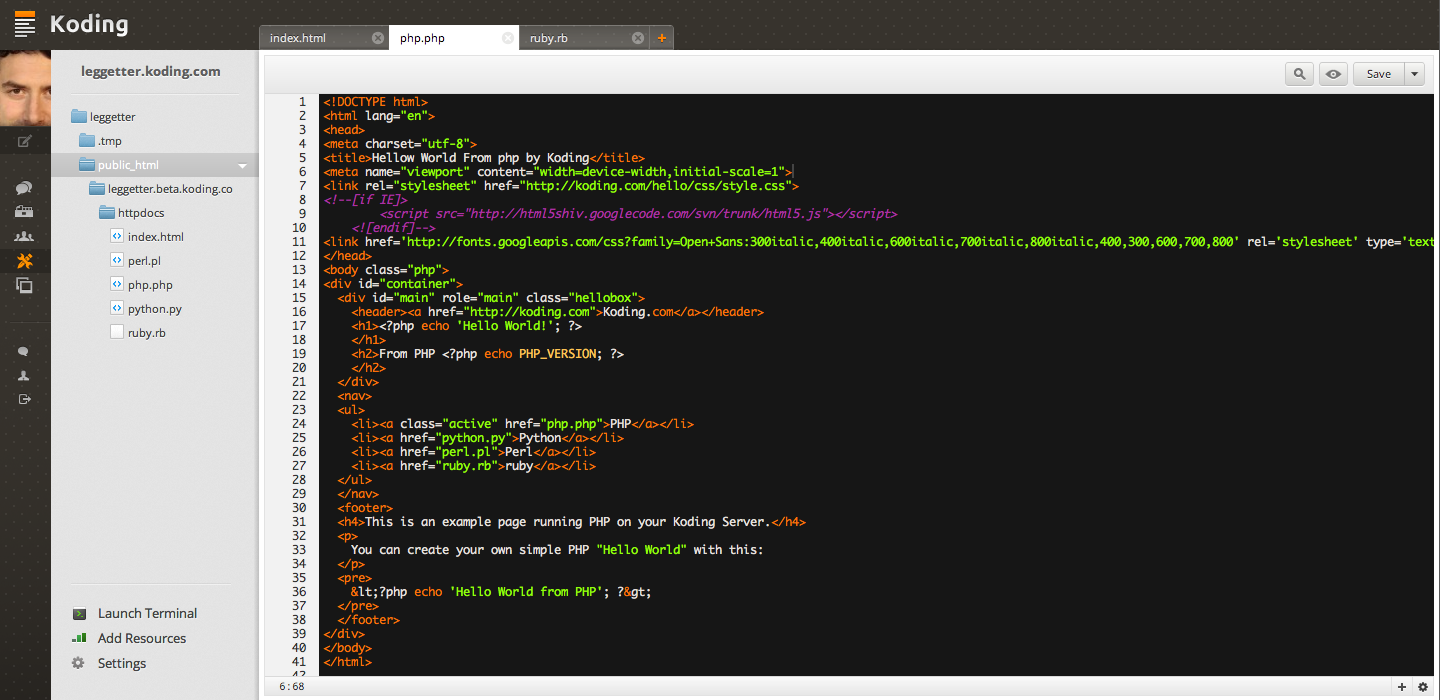 Koding
index.html
php.php
ruby.rb
+
leggetter.koding.com
Save
leggetter
.tmp
public_html
leggetter.beta.koding.co
httpdocs
index.html
perl.pl
php.php
python.py
ruby.rb
Launch Terminal
Add Resources
Settings
1 <!DOCTYPE html>
2 <html lang="en">
3 <head>
4 <meta charset="utf-8">
5 <title>Hellow World From php by Koding</title>
6 <meta name="viewport" content="width=device-width,initial-scale=1">
7 <link rel="stylesheet" href="http://koding.com/hello/css/style.css">
8 <!--[if IE]>
9         <script src="http://html5shiv.googlecode.com/svn/trunk/html5.js"></script>
10     <![endif]-->
11 <link href='http://fonts.googleapis.com/css?family=Open+Sans:300italic,400italic,600italic,700italic,800italic,400,300,600,700,800' rel='stylesheet' type='text
12 </head>
13 <body class="php">
14 <div id="container">
15   <div id="main" role="main" class="hellobox">
16     <header><a href="http://koding.com">Koding.com</a></header>
17     <h1><?php echo 'Hello World!'; ?>
18     </h1>
19     <h2>From PHP <?php echo PHP_VERSION; ?>
20     </h2>
21   </div>
22   <nav>
23   <ul>
24     <li><a class="active" href="php.php">PHP</a></li>
25     <li><a href="python.py">Python</a></li>
26     <li><a href="perl.pl">Perl</a></li>
27     <li><a href="ruby.rb">ruby</a></li>
28   </ul>
29   </nav>
30   <footer>
31   <h4>This is an example page running PHP on your Koding Server.</h4>
32   <p>
33     You can create your own simple PHP "Hello World" with this:
34   </p>
35   <pre>
36     &lt;?php echo 'Hello World from PHP'; ?&gt;
37   </pre>
38   </footer>
39 </div>
40 </body>
41 </html>
42
6:68
+